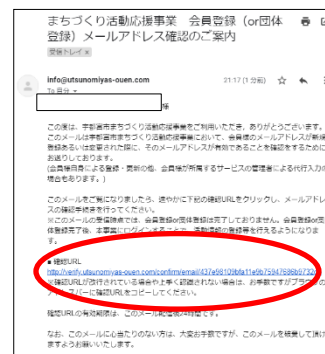 まちづくり活動応援事業　会員登録（or団体
登録）メールアドレス確認のご案内
受信トレイ×
info@utsunomiyas-ouen.com
21:17 (1 分前)
To 自分
様
この度は、宇都宮市まちづくり活動応援事業をご利用いただき、ありがとうございます。
このメールは宇都宮市まちづくり活動応援事業において、会員様のメールアドレスが新規
登録あるいは変更された際に、そのメールアドレスが有効であることを確認するために
お送りしております。
(会員様自身による登録・更新の他、会員様が所属するサービスの管理者による代行入力の
場合もあります。)
このメールをご覧になりましたら、速やかに下記の確認URLをクリックし、メールアドレ
スの確認手続きを行ってください。
※このメールの受信時点では、会員登録or団体登録は完了しておりません。会員登録or団
体登録完了後、本事業にログインすることで、活動情報の登録等を行えるようになりま
す。
■ 確認URL
http://verify.utsunomiyas-ouen.com/confirm/email/
※確認URLが改行されている場合や上手く認識されない場合は、お手数ですがブラウザの
アドレスバーに確認URLをコピーしてください。
確認URLの有効期限は、このメール配信後24時間です。
なお、このメールに心当たりのない方は、大変お手数ですが、このメールを破棄して頂け
ますようお願いいたします。